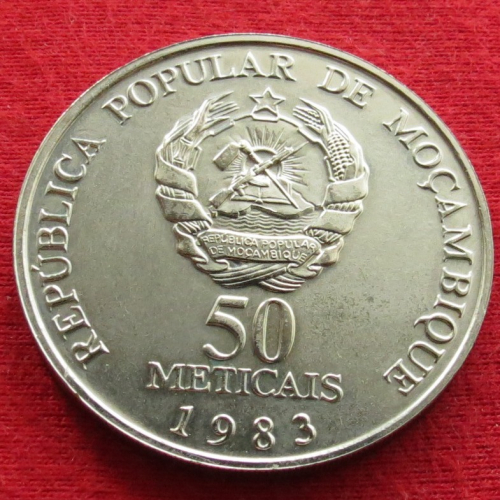 REPÚBLICA POPULAR DE MOÇAMBIQUE
REPÚBLICA POPULAR
DE MOÇAMBIQUE
50
METICAIS
1983